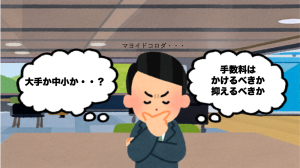 マヨイドコロダ・・・
大手か中小か・・？
手数料は
かけるべきか
抑えるべきか